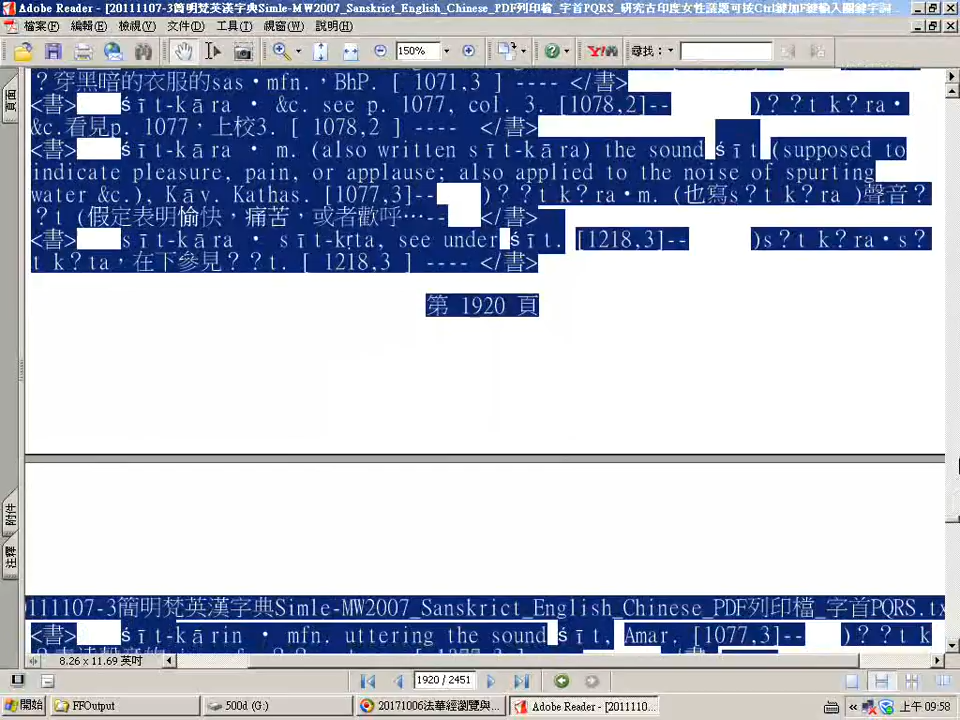 Adobe Reader - [20111107-3簡明梵英漢字典Simle-MW2007_Sanskrict_English_Chinese_PDF列印檔_字首PQRS_研究古印度女性議題可按Ctrl鍵加F鍵輸入關鍵字詞
檔案(F) 編輯(E) 檢視(V) 文件(D) 工具(T) 視窗(W) 說明(H)
150% 尋找：
頁面
？穿黑暗的衣服的sas·mfn.，BhP. [ 1071,3 ] ---- </書>
<書> śīt-kāra · &c. see p. 1077, col. 3. [1078,2]-- )？？t k？ra·
&c.看見p. 1077，上校3. [ 1078,2 ] ---- </書>
<書> śīt-kāra · m. (also written sīt-kāra) the sound śīt (supposed to
indicate pleasure, pain, or applause; also applied to the noise of spurting
water &c.), Kāv. Kathas. [1077,3]-- )？？t k？ra·m. (也寫s？t k？ra )聲音？
？t (假定表明愉快，痛苦，或者歡呼…-- </書>
<書> sīt-kāra · sīt-kṛta, see under śīt. [1218,3]-- )s？t k？ra·s？
t k？ta，在下參見？？t. [ 1218,3 ] ---- </書>
第 1920 頁
附件
注釋
111107-3簡明梵英漢字典Simle-MW2007_Sanskrict_English_Chinese_PDF列印檔_字首PQRS.tx
<書> śīt-kārin · mfn. uttering the sound śīt, Amar. [1077,3]-- )？？t k
8.26 x 11.69 英吋
1920 / 2451
開始 FFOutput 500d (G:) 20171006法華經瀏覽與... Adobe Reader - [2011110... 上午 09:58